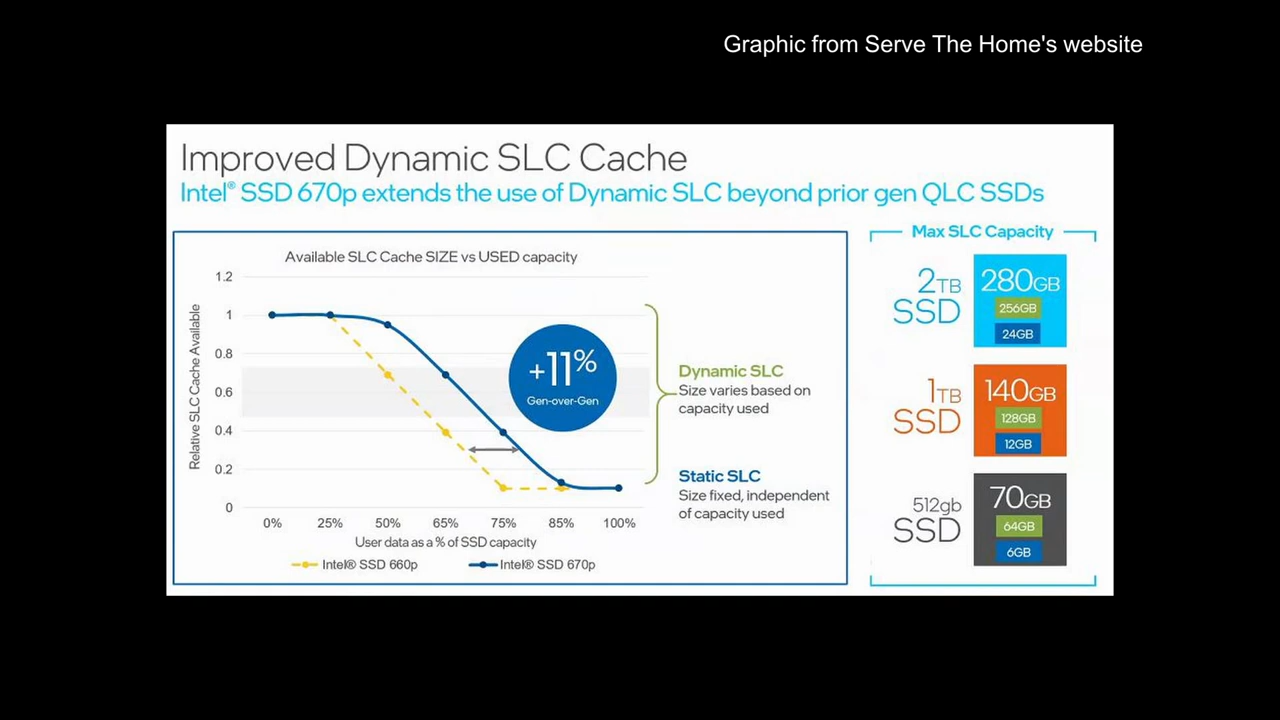 Graphic from Serve The Home's website
Improved Dynamic SLC Cache
Intel® SSD 670p extends the use of Dynamic SLC beyond prior gen QLC SSDs
Available SLC Cache SIZE vs USED capacity
Relative SLC Cache Available
1.2
1
0.8
0.6
0.4
0.2
0
0% 25% 50% 65% 75% 85% 100%
User data as a % of SSD capacity
Intel® SSD 660p Intel® SSD 670p
+11%
Gen-over-Gen
Dynamic SLC
Size varies based on
capacity used
Static SLC
Size fixed, independent
of capacity used
Max SLC Capacity
2TB
SSD
280GB
256GB
24GB
1TB
SSD
140GB
128GB
12GB
512gb
SSD
70GB
64GB
6GB